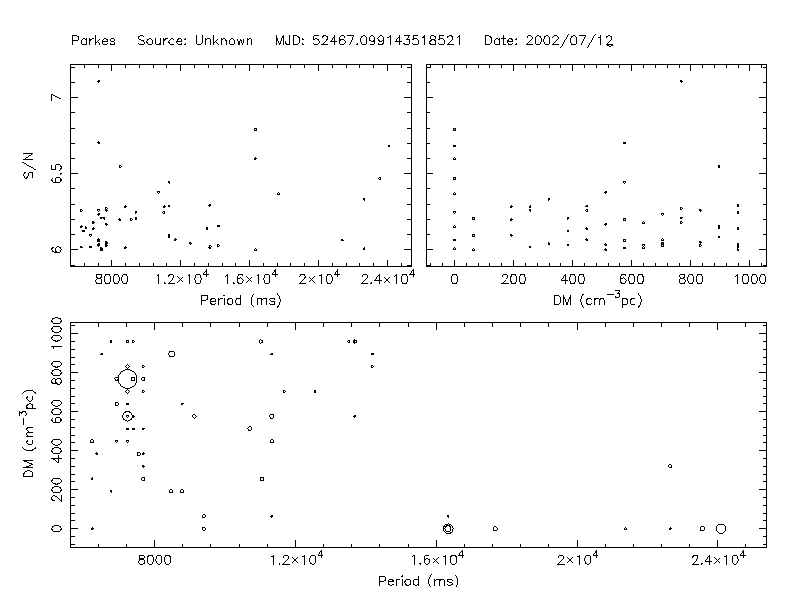 Parkes Source: Unknown MJD: 52467.099143518521 Date: 2002/07/12
S/N
7
6.5
6
8000 1.2×10⁴ 1.6×10⁴ 2×10⁴ 2.4×10⁴
Period (ms)
0 200 400 600 800 1000
DM (cm⁻³pc)
DM (cm⁻³pc)
1000
800
600
400
200
0
8000 1.2×10⁴ 1.6×10⁴ 2×10⁴ 2.4×10⁴
Period (ms)